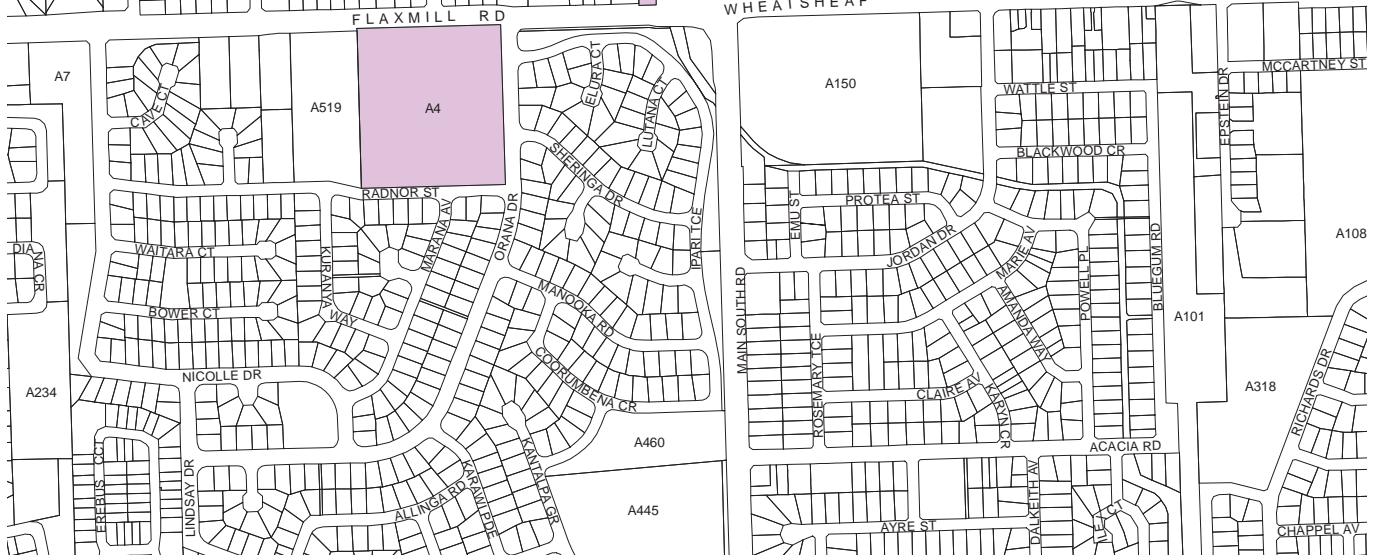 FLAXMILL RD
WHEATSHEAF
A7
CAVE CT
A519
A4
ELURA CT
LUTANA CT
A150
WATTLE ST
BLACKWOOD CR
EPSTEIN DR
MCCARTNEY ST
SHERINGA DR
RADNOR ST
MARANA AV
ORANA DR
IPARI TCE
EMU ST
PROTEA ST
JORDAN DR
MARIE AV
POWELL PL
BLUEGUM RD
A108
DIA
NA CR
WAITARA CT
KURANYA
WAY
BOWER CT
MANOOKA RD
MAIN SOUTH RD
AMANDA WAY
A101
ROSEMARY TCE
COORUMBENA CR
NICOLLE DR
CLAIRE AV
KARYN CR
A234
A318
RICHARDS DR
A460
ACACIA RD
EREBUS CCT
LINDSAY DR
ALLINGA RD
KARAWI PDE
KANTALPA GR
A445
AYRE ST
DALKEITH AV
CT
CHAPPEL AV